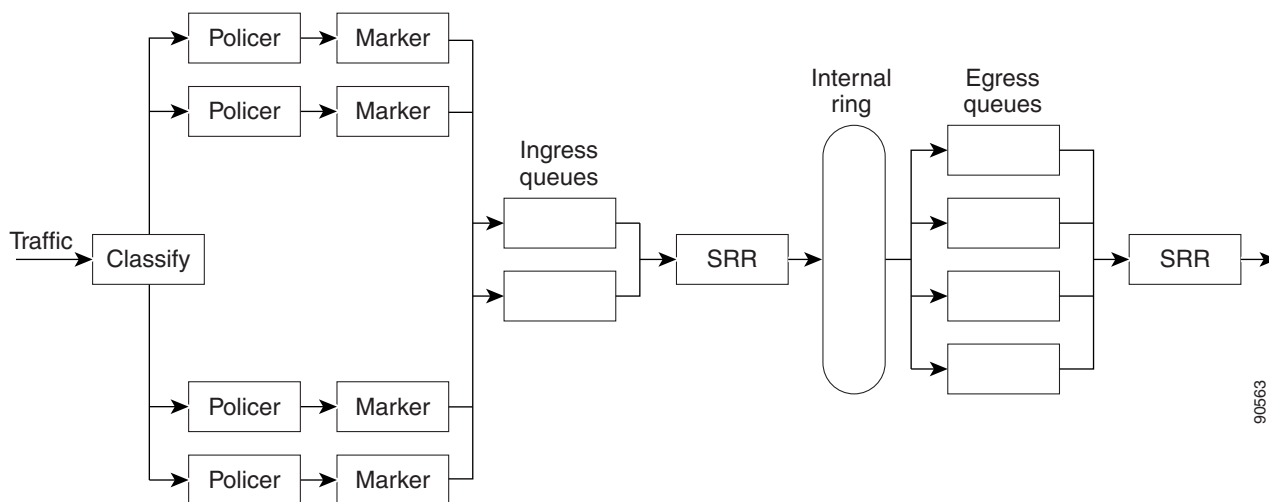 Policer
Marker
Policer
Marker
Internal
ring
Egress
queues
Ingress
queues
Traffic
Classify
SRR
SRR
Policer
Marker
Policer
Marker
90563